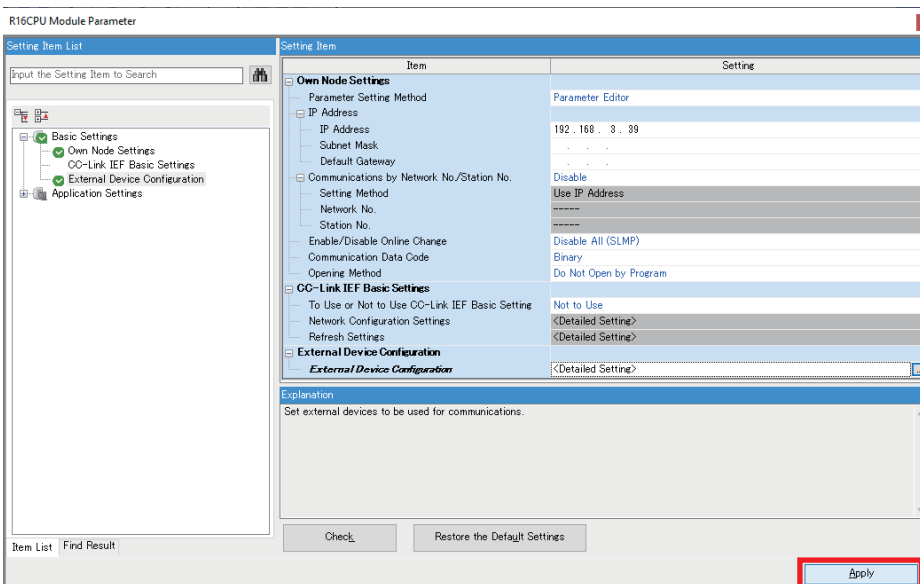 R16CPU Module Parameter
Setting Item List
Input the Setting Item to Search
Basic Settings
Own Node Settings
CC-Link IEF Basic Settings
External Device Configuration
Application Settings
Item List Find Result
Setting Item
Item Setting
Own Node Settings
Parameter Setting Method Parameter Editor
IP Address
IP Address 192 . 168 . 3 . 39
Subnet Mask . . .
Default Gateway . . .
Communications by Network No./Station No. Disable
Setting Method Use IP Address
Network No. -----
Station No. -----
Enable/Disable Online Change Disable All (SLMP)
Communication Data Code Binary
Opening Method Do Not Open by Program
CC-Link IEF Basic Settings
To Use or Not to Use CC-Link IEF Basic Setting Not to Use
Network Configuration Settings <Detailed Setting>
Refresh Settings <Detailed Setting>
External Device Configuration
External Device Configuration <Detailed Setting>
Explanation
Set external devices to be used for communications.
Check Restore the Default Settings
Apply